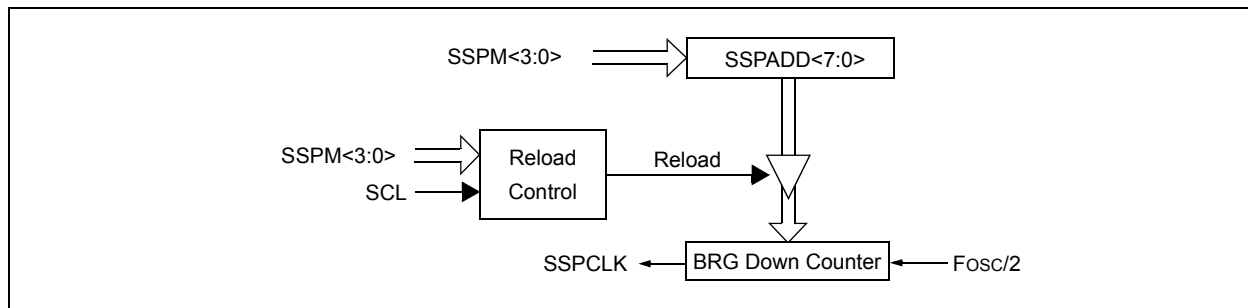 SSPM<3:0>
SSPADD<7:0>
SSPM<3:0>
SCL
Reload
Control
Reload
SSPCLK
BRG Down Counter
FOSC/2